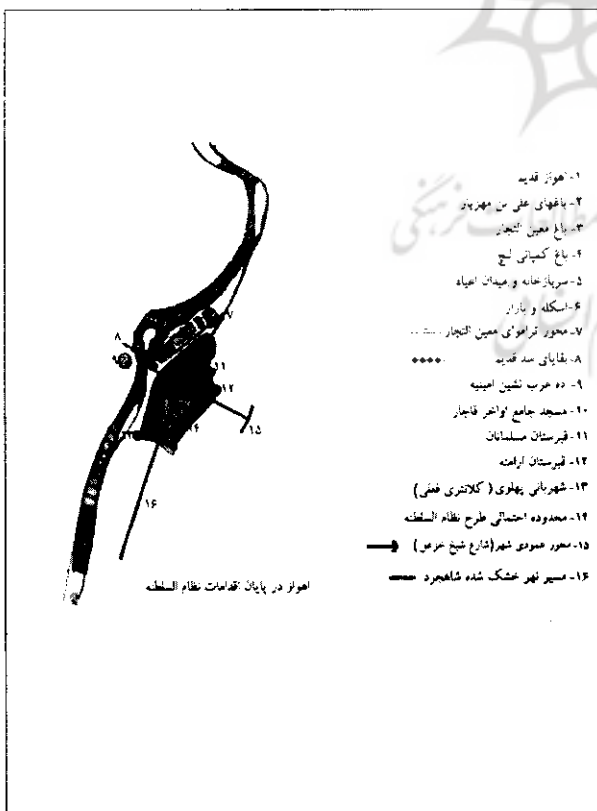 ۱- اهواز قدیم
۲- باغهای علی بن مهزیار
۳- باغ معین التجار
۴- باغ کمپانی لنچ
۵- سربازخانه و میدان اعیاد
۶- اسکله و بازار
۷- محور تراموای معین التجار
۸- بقایای سد قدیم
۹- ده عرب نشین امینیه
۱۰- مسجد جامع اواخر قاجار
۱۱- قبرستان مسلمانان
۱۲- قبرستان ارامنه
۱۳- شهربانی پهلوی (کلانتری فعلی)
۱۴- محدوده احتمالی طرح نظام السلطنه
۱۵- محور عمودی شهر (شارع شیخ خزعل)
۱۶- مسیر نهر خشک شده شاهجرد
اهواز در پایان اقدامات نظام السلطنه
۷
۸
۹
۱۱
۱۲
۱۴
۱۵
۱۶
مطالعات فرهنگی